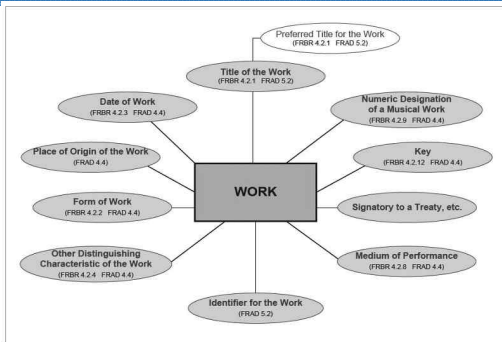 Preferred Title for the Work
(FRBR 4.2.1 FRAD 5.2)
Title of the Work
(FRBR 4.2.1 FRAD 5.2)
Date of Work
(FRBR 4.2.3 FRAD 4.4)
Numeric Designation
of a Musical Work
(FRBR 4.2.9 FRAD 4.4)
Place of Origin of the Work
(FRAD 4.4)
Key
(FRBR 4.2.12 FRAD 4.4)
WORK
Form of Work
(FRBR 4.2.2 FRAD 4.4)
Signatory to a Treaty, etc.
Other Distinguishing
Characteristic of the Work
(FRBR 4.2.4 FRAD 4.4)
Medium of Performance
(FRBR 4.2.8 FRAD 4.4)
Identifier for the Work
(FRAD 5.2)